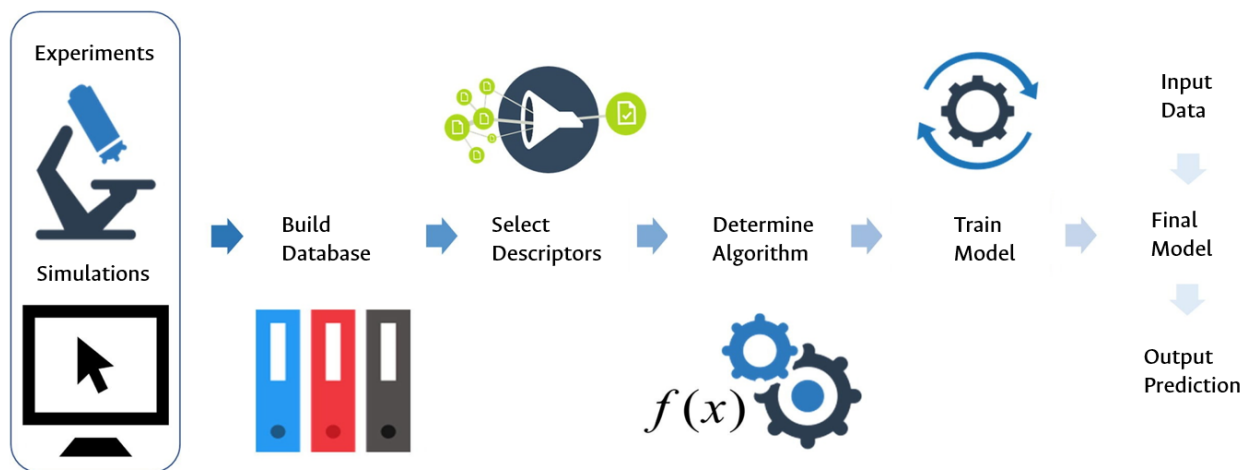 Experiments
Simulations
Build
Database
Select
Descriptors
Determine
Algorithm
f(x)
Train
Model
Input
Data
Final
Model
Output
Prediction